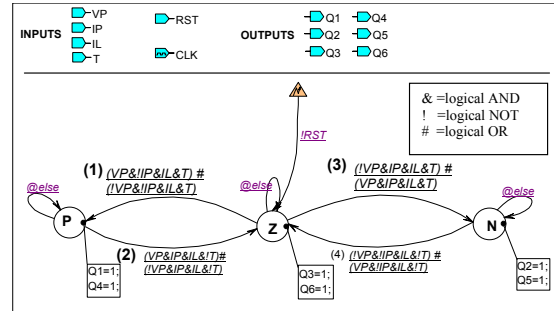 INPUTS
VP
IP
IL
T
RST
CLK
OUTPUTS
Q1
Q2
Q3
Q4
Q5
Q6
& =logical AND
! =logical NOT
# =logical OR
!RST
(1)
(VP&!IP&IL&T) #
(!VP&!IP&IL&T)
(3)
(!VP&IP&IL&T) #
(VP&IP&IL&T)
@else
@else
@else
P
Z
N
(2)
(VP&IP&IL&!T)#
(!VP&IP&IL&!T)
(4)
(!VP&!IP&IL&!T) #
(VP&!IP&IL&!T)
Q1=1;
Q4=1;
Q3=1;
Q6=1;
Q2=1;
Q5=1;